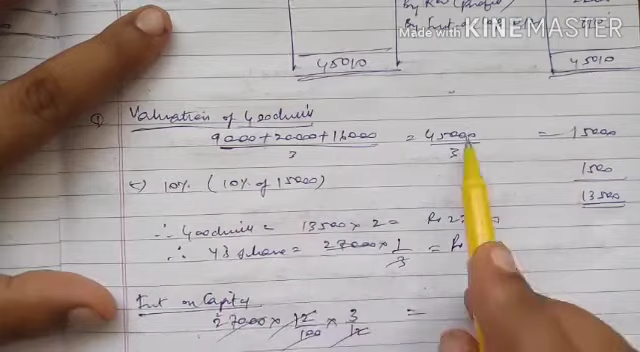 By
Made with KINEMASTER
45010
45010
① Valuation of Goodwill
9000+20000+16000 / 3 = 45000 / 3 = 15000
(-) 10% (10% of 15000) 1500
13500
∴ Goodwill = 13500 x 2 = Rs 2
∴ share = 27000 x 1/3 = Rs
Int on Capital
27000 x 12/100 x 3/12 =